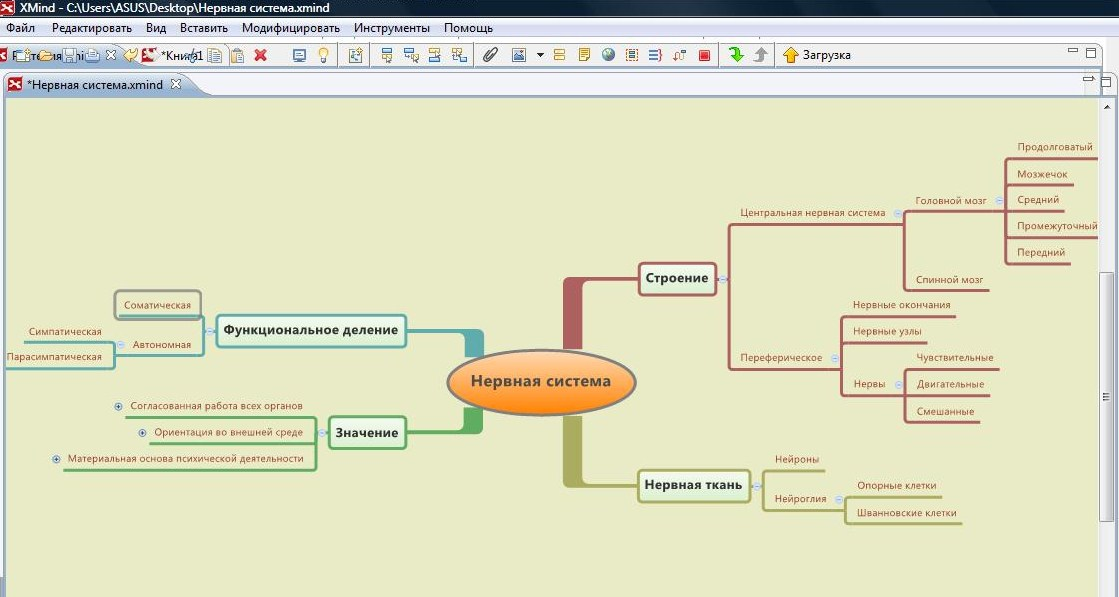 XMind - C:\Users\ASUS\Desktop\Нервная система.xmind
Файл Редактировать Вид Вставить Модифицировать Инструменты Помощь
Загрузка
*Нервная система.xmind
Продолговатый
Мозжечок
Головной мозг
Средний
Центральная нервная система
Промежуточный
Передний
Строение
Спинной мозг
Соматическая
Нервные окончания
Функциональное деление
Симпатическая
Нервные узлы
Автономная
Парасимпатическая
Переферическое
Чувствительные
Нервная система
Нервы
Двигательные
Согласованная работа всех органов
Смешанные
Ориентация во внешней среде
Значение
Материальная основа психической деятельности
Нейроны
Нервная ткань
Опорные клетки
Нейроглия
Шванновские клетки